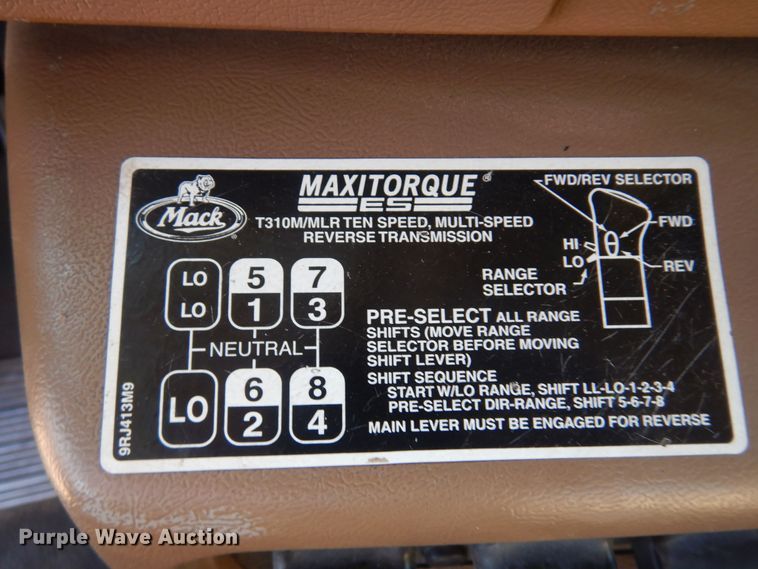 Mack
MAXITORQUE®
ES
T310M/MLR TEN SPEED, MULTI-SPEED
REVERSE TRANSMISSION
FWD/REV SELECTOR
FWD
HI
LO
REV
RANGE
SELECTOR
LO 5 7
LO 1 3
NEUTRAL
LO 6 8
2 4
PRE-SELECT ALL RANGE
SHIFTS (MOVE RANGE
SELECTOR BEFORE MOVING
SHIFT LEVER)
SHIFT SEQUENCE
START W/LO RANGE, SHIFT LL-LO-1-2-3-4
PRE-SELECT DIR-RANGE, SHIFT 5-6-7-8
MAIN LEVER MUST BE ENGAGED FOR REVERSE
9RJ413M9
Purple Wave Auction